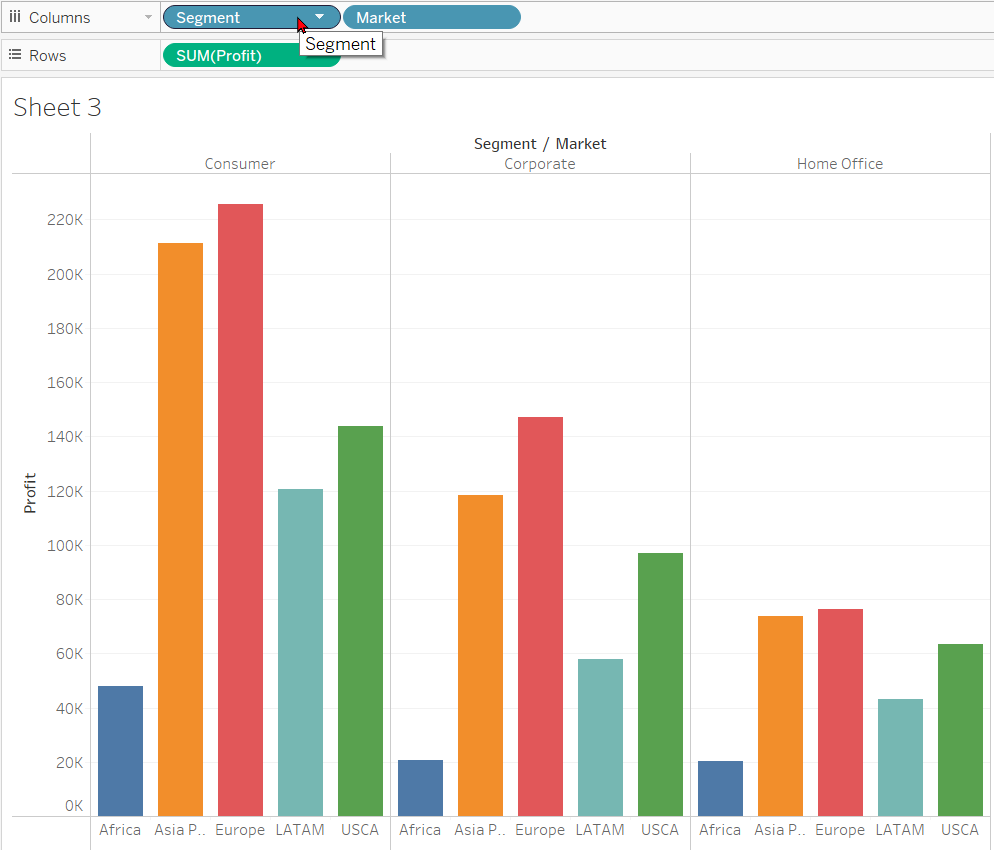 Columns Segment Market
Segment
Rows SUM(Profit)
Sheet 3
Segment / Market
Consumer Corporate Home Office
220K
200K
180K
160K
140K
120K
100K
80K
60K
40K
20K
0K
Profit
Africa Asia P.. Europe LATAM USCA Africa Asia P.. Europe LATAM USCA Africa Asia P.. Europe LATAM USCA